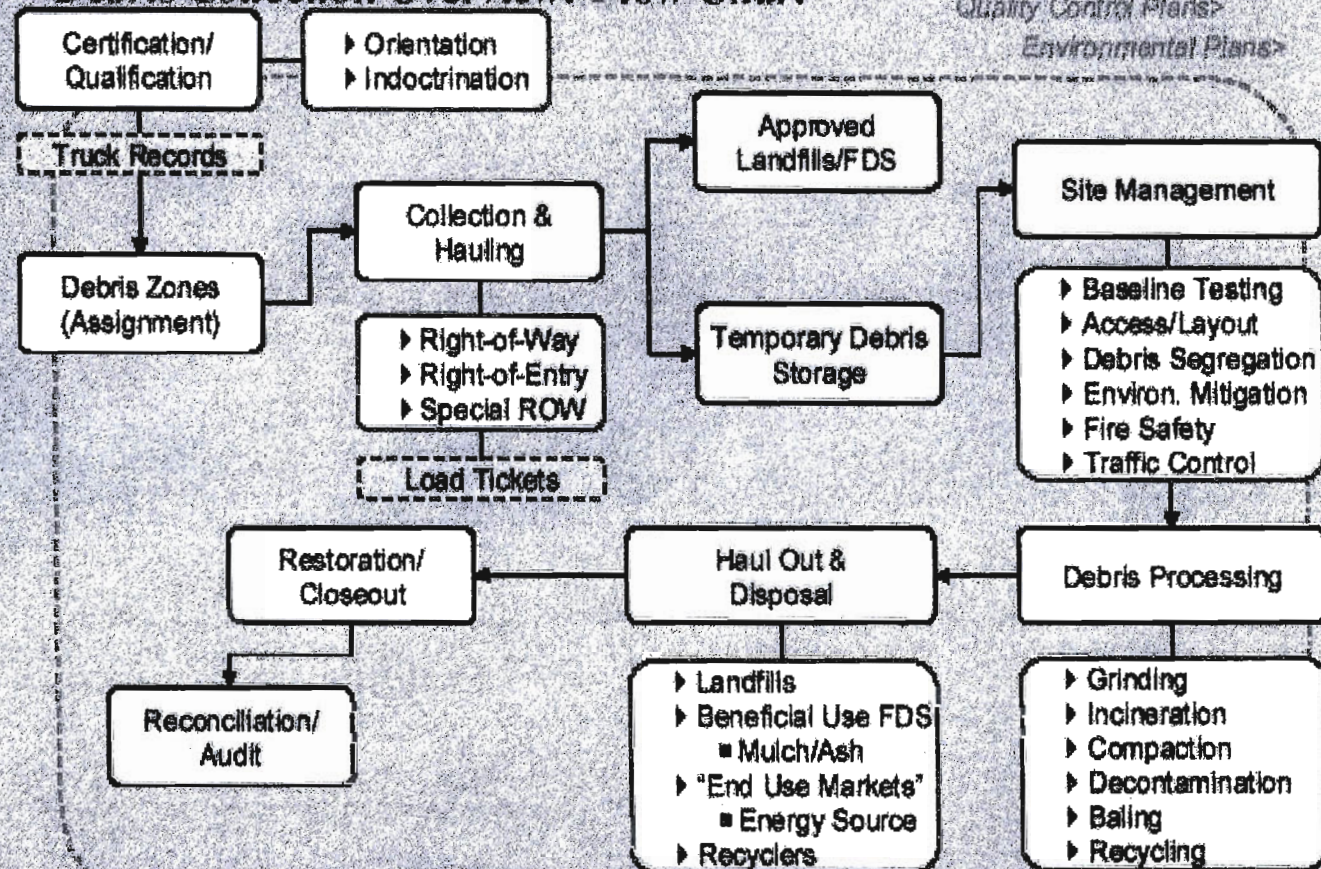 Quality Control Plans>
Environmental Plans>
Certification/
Qualification
▸ Orientation
▸ Indoctrination
Truck Records
Debris Zones
(Assignment)
Collection &
Hauling
▸ Right-of-Way
▸ Right-of-Entry
▸ Special ROW
Load Tickets
Approved
Landfills/FDS
Temporary Debris
Storage
Site Management
▸ Baseline Testing
▸ Access/Layout
▸ Debris Segregation
▸ Environ. Mitigation
▸ Fire Safety
▸ Traffic Control
Debris Processing
▸ Grinding
▸ Incineration
▸ Compaction
▸ Decontamination
▸ Baling
▸ Recycling
Haul Out &
Disposal
▸ Landfills
▸ Beneficial Use FDS
▪ Mulch/Ash
▸ "End Use Markets"
▪ Energy Source
▸ Recyclers
Restoration/
Closeout
Reconciliation/
Audit